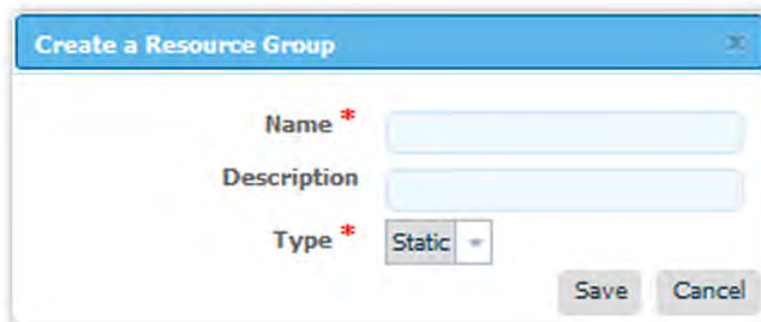 Create a Resource Group
Name *
Description
Type * Static
Save Cancel